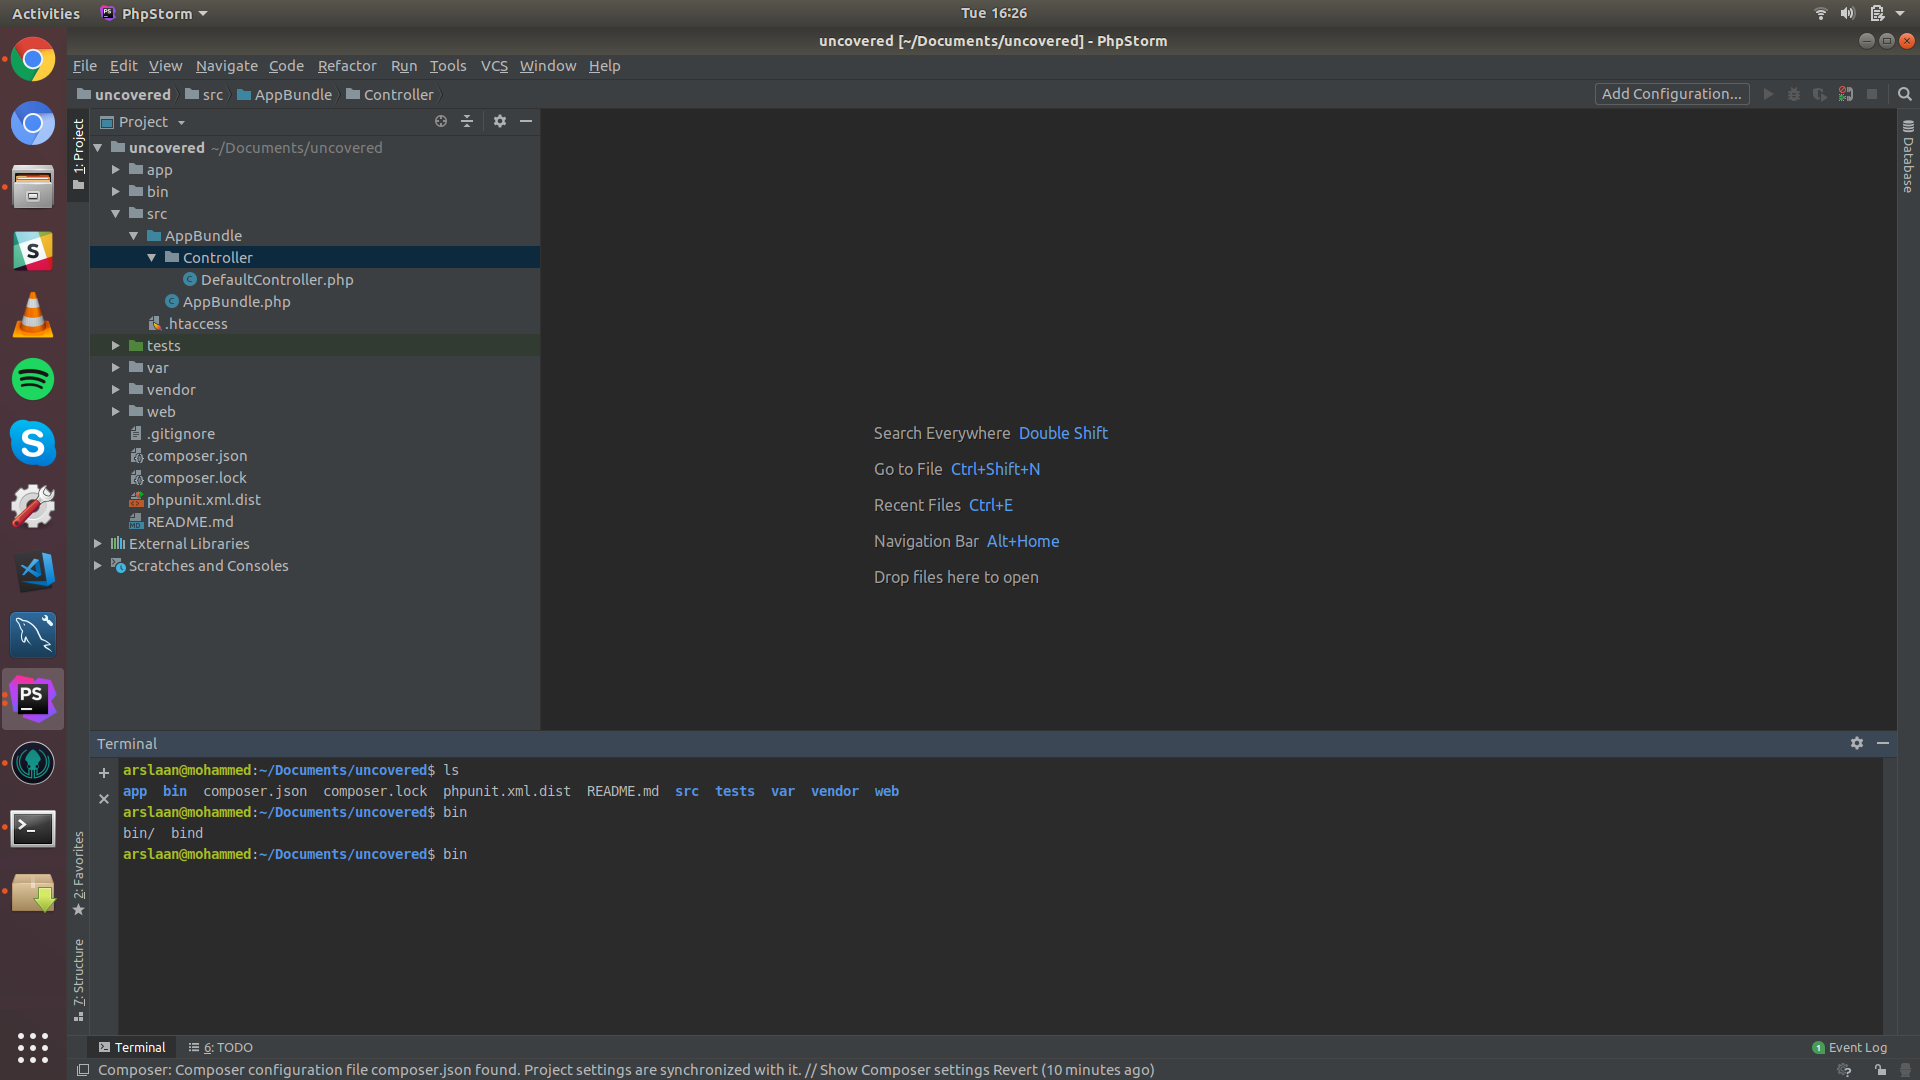 Activities PhpStorm Tue 16:26
uncovered [~/Documents/uncovered] - PhpStorm
File Edit View Navigate Code Refactor Run Tools VCS Window Help
uncovered src AppBundle Controller Add Configuration...
1: Project
Project
uncovered ~/Documents/uncovered
app
bin
src
AppBundle
Controller
DefaultController.php
AppBundle.php
.htaccess
tests
var
vendor
web
.gitignore
composer.json
composer.lock
phpunit.xml.dist
README.md
External Libraries
Scratches and Consoles
Search Everywhere Double Shift
Go to File Ctrl+Shift+N
Recent Files Ctrl+E
Navigation Bar Alt+Home
Drop files here to open
Database
Terminal
arslaan@mohammed:~/Documents/uncovered$ ls
app bin composer.json composer.lock phpunit.xml.dist README.md src tests var vendor web
arslaan@mohammed:~/Documents/uncovered$ bin
bin/ bind
arslaan@mohammed:~/Documents/uncovered$ bin
2: Favorites
7: Structure
Terminal 6: TODO 1 Event Log
Composer: Composer configuration file composer.json found. Project settings are synchronized with it. // Show Composer settings Revert (10 minutes ago)